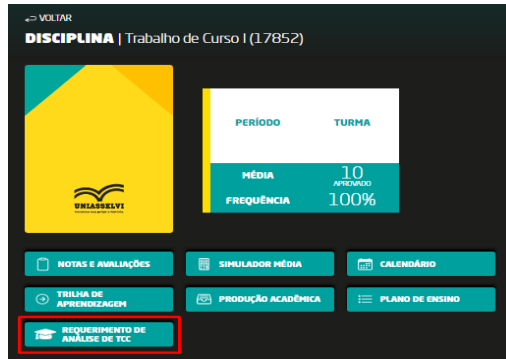 VOLTAR
DISCIPLINA | Trabalho de Curso I (17852)
PERÍODO TURMA
MÉDIA 10
APROVADO
FREQUÊNCIA 100%
UNIASSELVI
NOTAS E AVALIAÇÕES SIMULADOR MÉDIA CALENDÁRIO
TRILHA DE
APRENDIZAGEM PRODUÇÃO ACADÊMICA PLANO DE ENSINO
REQUERIMENTO DE
ANÁLISE DE TCC